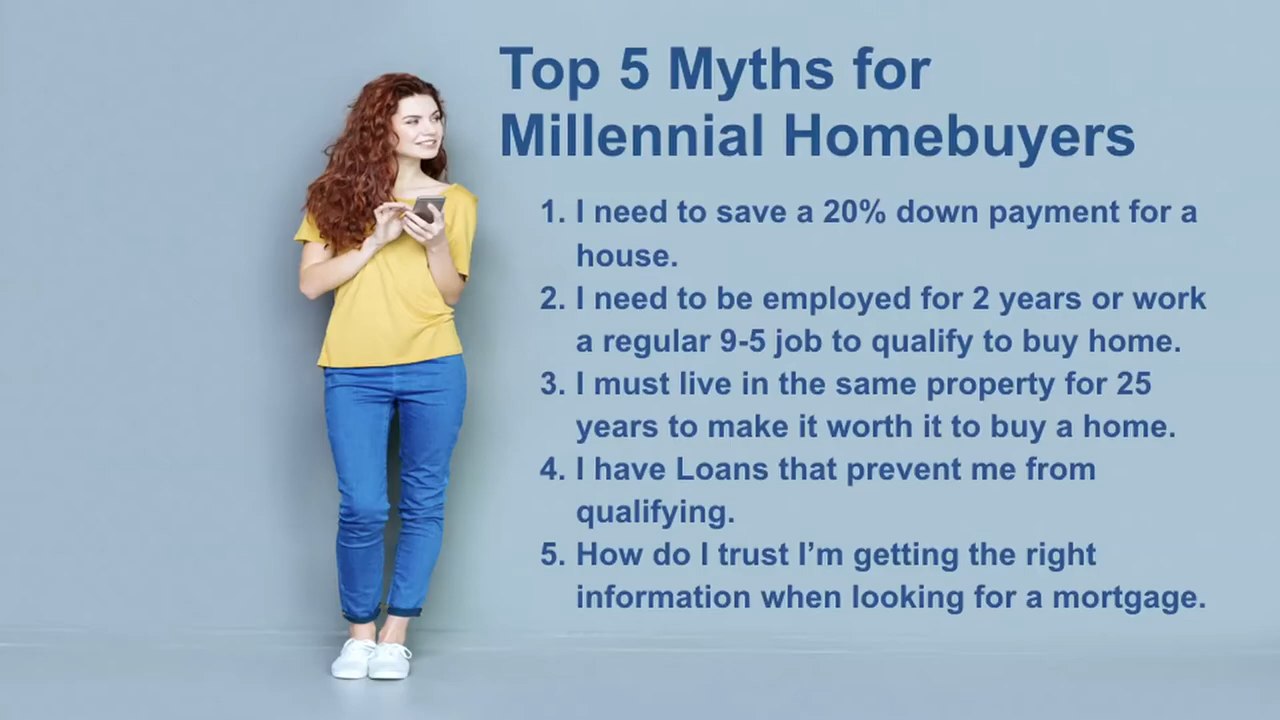 Top 5 Myths for
Millennial Homebuyers
1. I need to save a 20% down payment for a
house.
2. I need to be employed for 2 years or work
a regular 9-5 job to qualify to buy home.
3. I must live in the same property for 25
years to make it worth it to buy a home.
4. I have Loans that prevent me from
qualifying.
5. How do I trust I’m getting the right
information when looking for a mortgage.